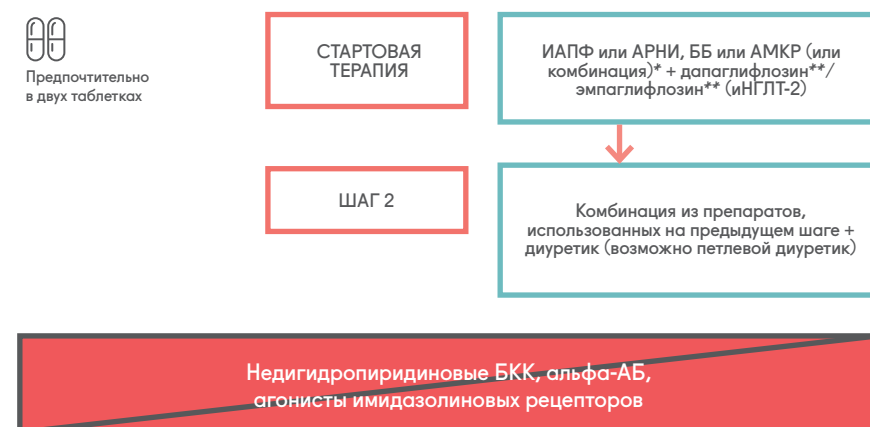 Предпочтительно
в двух таблетках
СТАРТОВАЯ
ТЕРАПИЯ
ИАПФ или АРНИ, ББ или АМКР (или
комбинация)* + дапаглифлозин**/
эмпаглифлозин** (иНГЛТ-2)
ШАГ 2
Комбинация из препаратов,
использованных на предыдущем шаге +
диуретик (возможно петлевой диуретик)
Недигидропиридиновые БКК, альфа-АБ,
агонисты имидазолиновых рецепторов